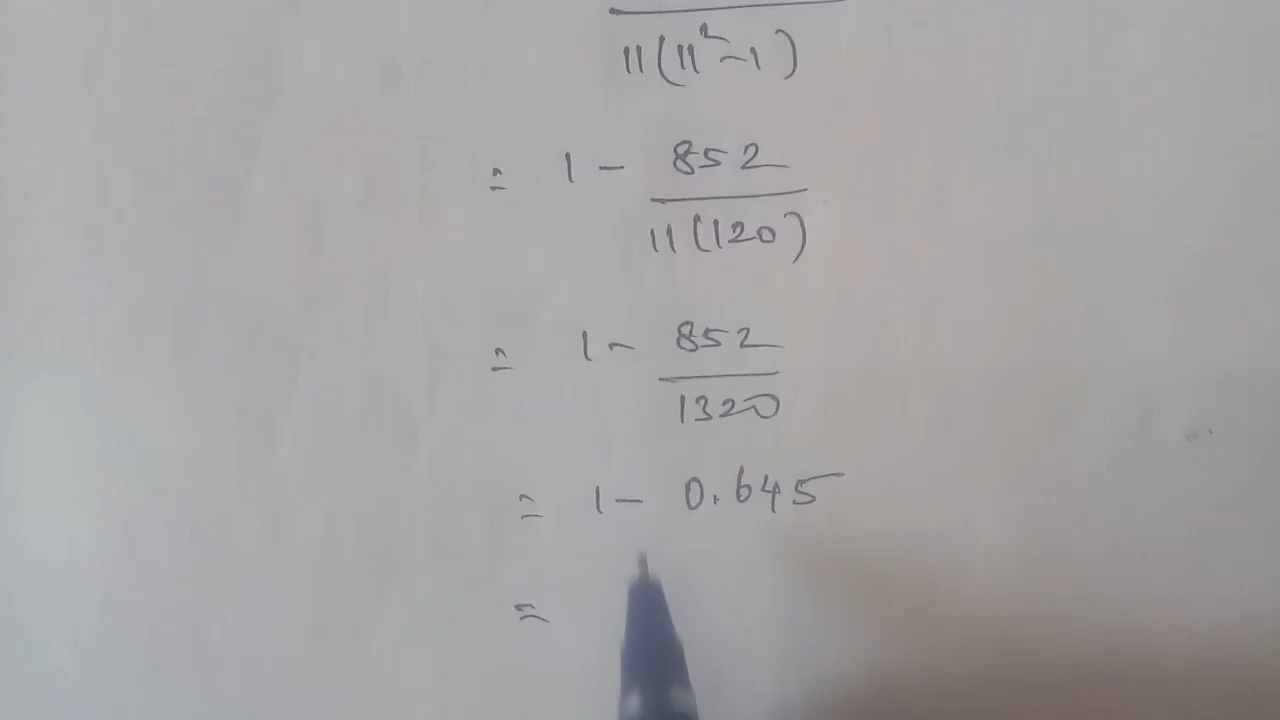 11(11²-1)
= 1 - 852
11(120)
= 1 - 852
1320
= 1 - 0.645
=